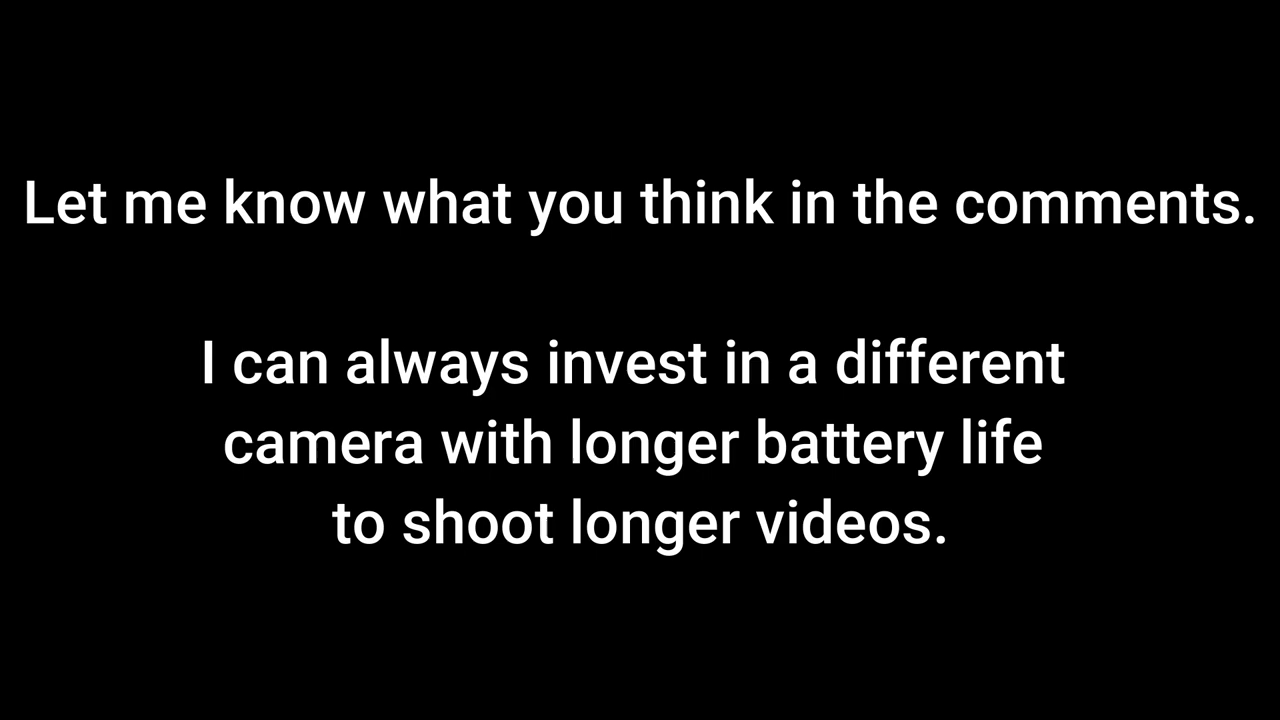 Let me know what you think in the comments.
I can always invest in a different
camera with longer battery life
to shoot longer videos.